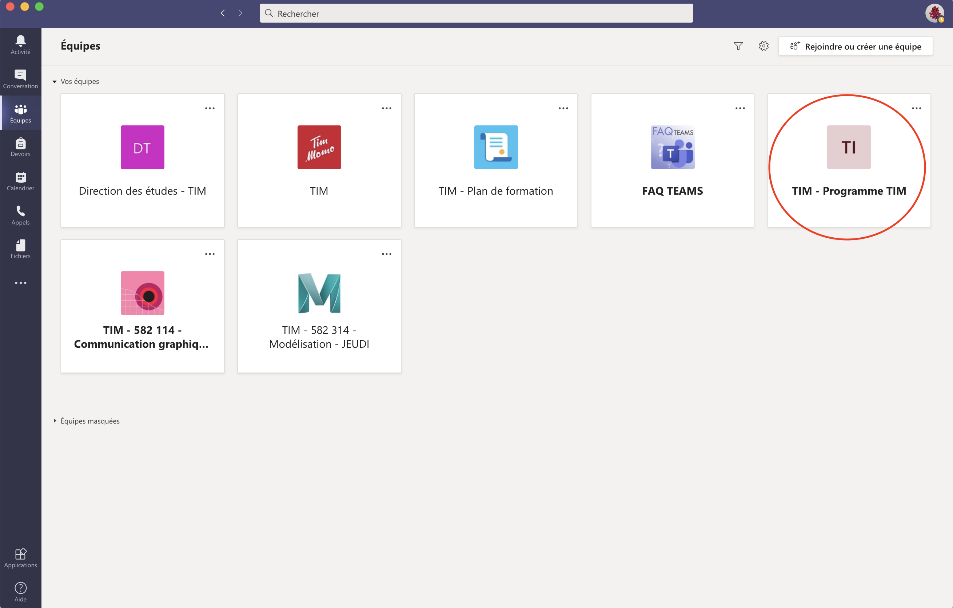 Rechercher
Activité
Conversation
Équipes
Devoirs
Calendrier
Appels
Fichiers
Applications
Aide
Équipes
Rejoindre ou créer une équipe
Vos équipes
DT
Direction des études - TIM
Tim
Momo
TIM
TIM - Plan de formation
FAQ TEAMS
T
FAQ TEAMS
TI
TIM - Programme TIM
TIM - 582 114 -
Communication graphiq...
M
TIM - 582 314 -
Modélisation - JEUDI
Équipes masquées